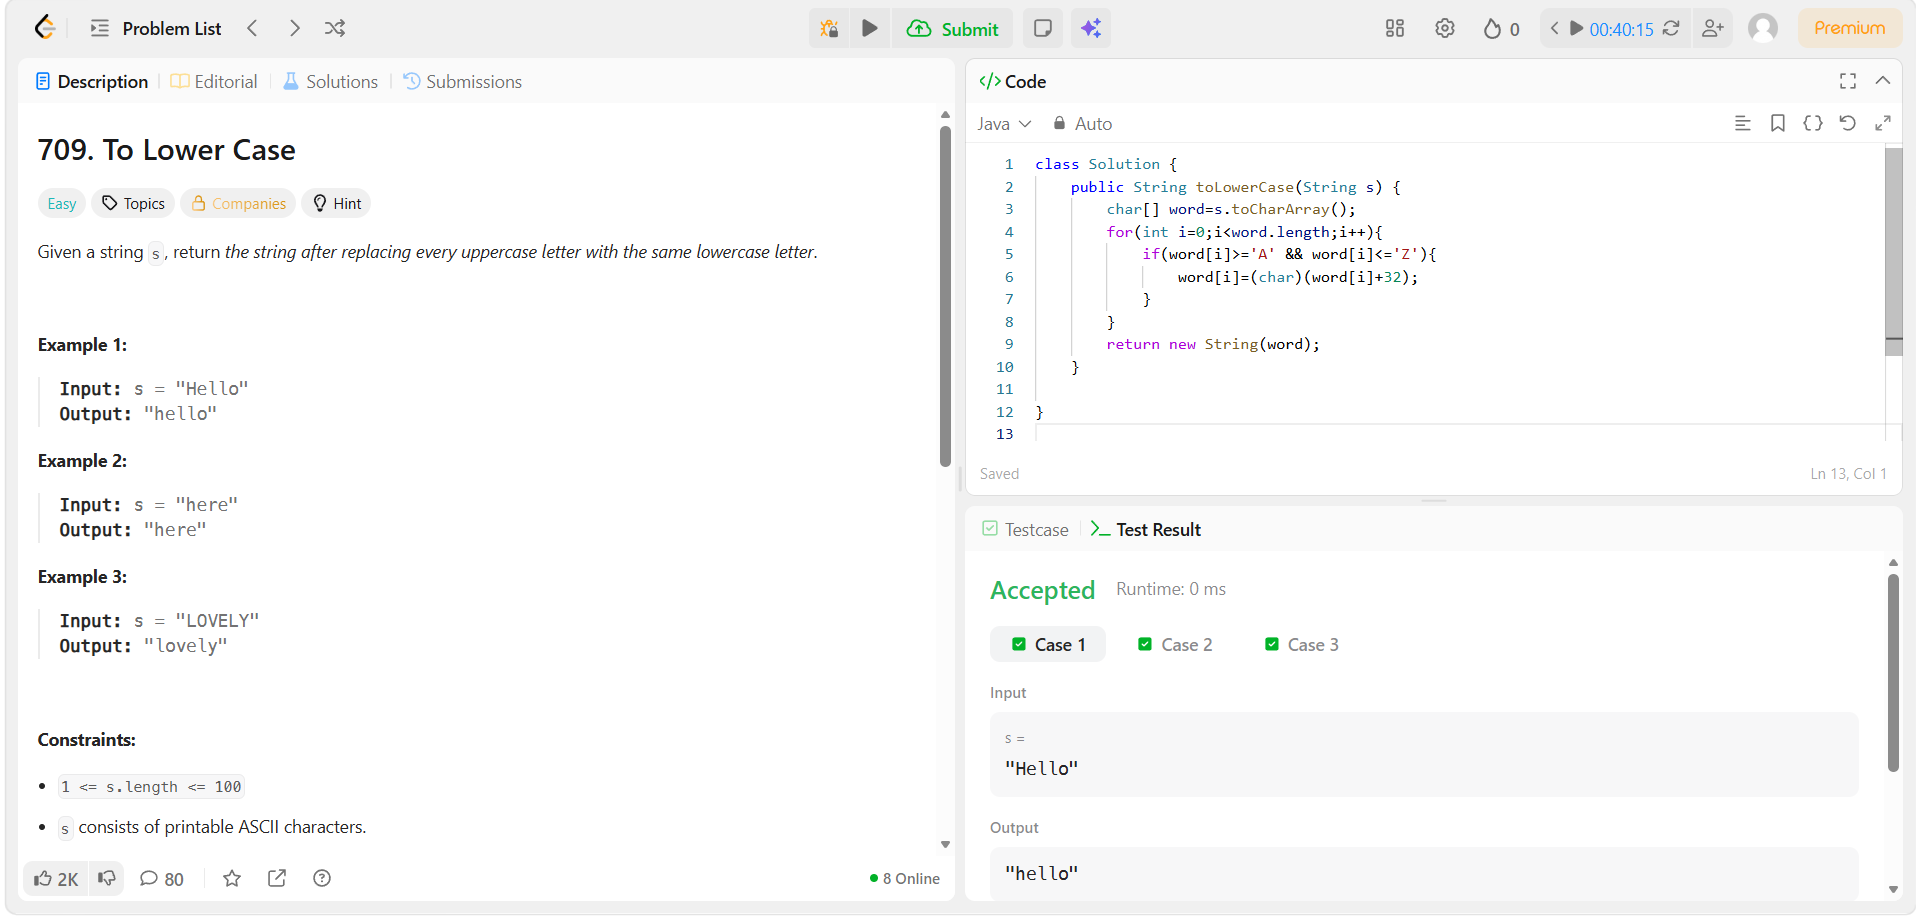 Problem List
Submit
0
00:40:15
Premium
Description
Editorial
Solutions
Submissions
709. To Lower Case
Easy
Topics
Companies
Hint
Given a string s, return the string after replacing every uppercase letter with the same lowercase letter.
Example 1:
Input: s = "Hello"
Output: "hello"
Example 2:
Input: s = "here"
Output: "here"
Example 3:
Input: s = "LOVELY"
Output: "lovely"
Constraints:
• 1 <= s.length <= 100
• s consists of printable ASCII characters.
2K
80
8 Online
</> Code
Java
Auto
1 class Solution {
2     public String toLowerCase(String s) {
3         char[] word=s.toCharArray();
4         for(int i=0;i<word.length;i++){
5             if(word[i]>='A' && word[i]<='Z'){
6                 word[i]=(char)(word[i]+32);
7             }
8         }
9         return new String(word);
10     }
11
12 }
13
Saved
Ln 13, Col 1
Testcase
>_ Test Result
Accepted
Runtime: 0 ms
Case 1
Case 2
Case 3
Input
s =
"Hello"
Output
"hello"